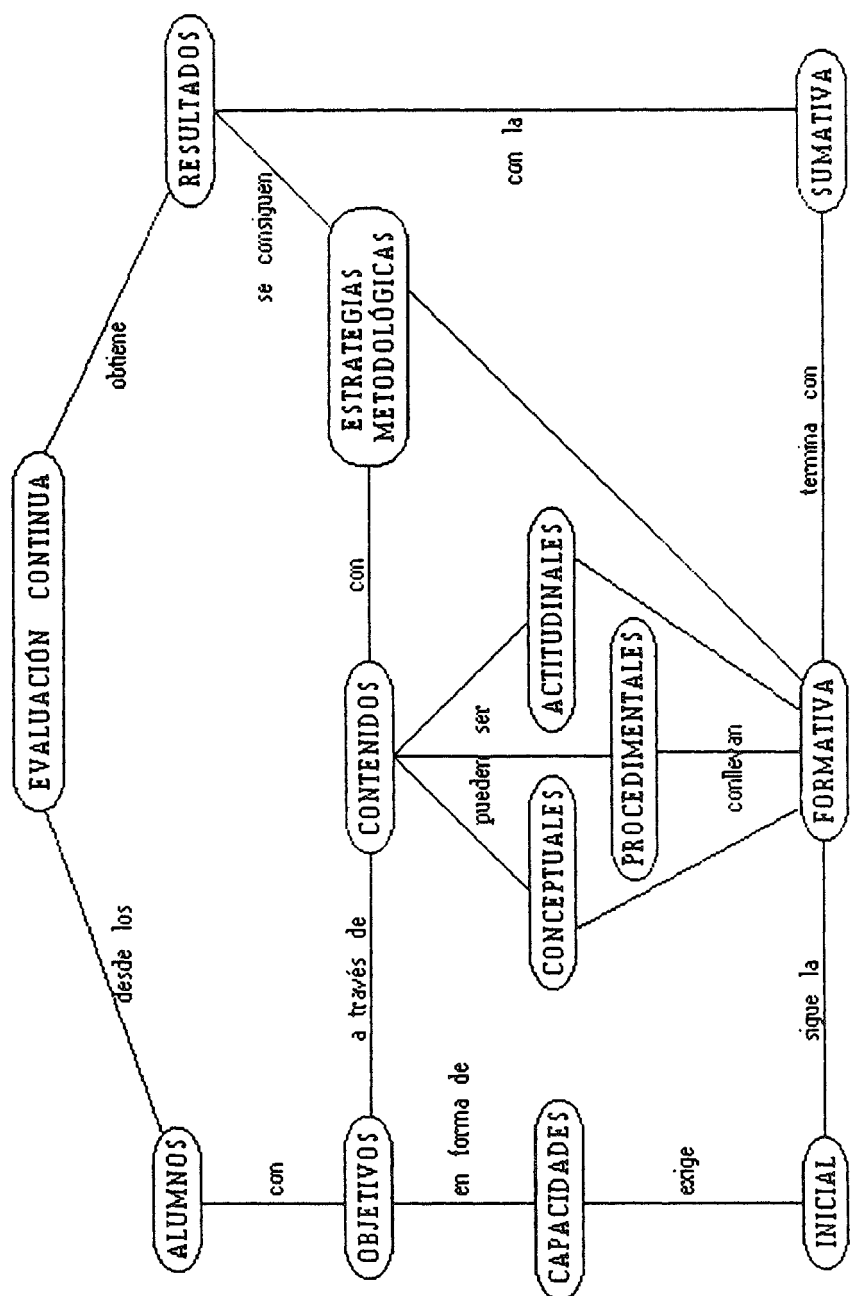 EVALUACIÓN CONTINUA
desde los
obtiene
ALUMNOS
RESULTADOS
con
se consiguen
OBJETIVOS
a través de
CONTENIDOS
con
ESTRATEGIAS
METODOLÓGICAS
con la
en forma de
pueden ser
CAPACIDADES
CONCEPTUALES
ACTITUDINALES
PROCEDIMENTALES
exige
conllevan
INICIAL
sigue la
FORMATIVA
termina con
SUMATIVA